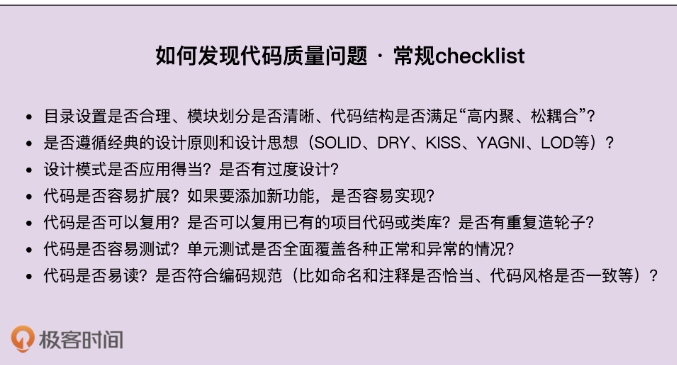 如何发现代码质量问题 · 常规checklist
• 目录设置是否合理、模块划分是否清晰、代码结构是否满足“高内聚、松耦合”？
• 是否遵循经典的设计原则和设计思想（SOLID、DRY、KISS、YAGNI、LOD等）？
• 设计模式是否应用得当？是否有过度设计？
• 代码是否容易扩展？如果要添加新功能，是否容易实现？
• 代码是否可以复用？是否可以复用已有的项目代码或类库？是否有重复造轮子？
• 代码是否容易测试？单元测试是否全面覆盖各种正常和异常的情况？
• 代码是否易读？是否符合编码规范（比如命名和注释是否恰当、代码风格是否一致等）？
极客时间